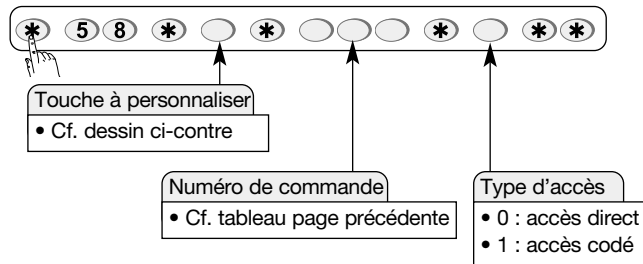 * 5 8 * * * * *
Touche à personnaliser
• Cf. dessin ci-contre
Numéro de commande
• Cf. tableau page précédente
Type d'accès
• 0 : accès direct
• 1 : accès codé